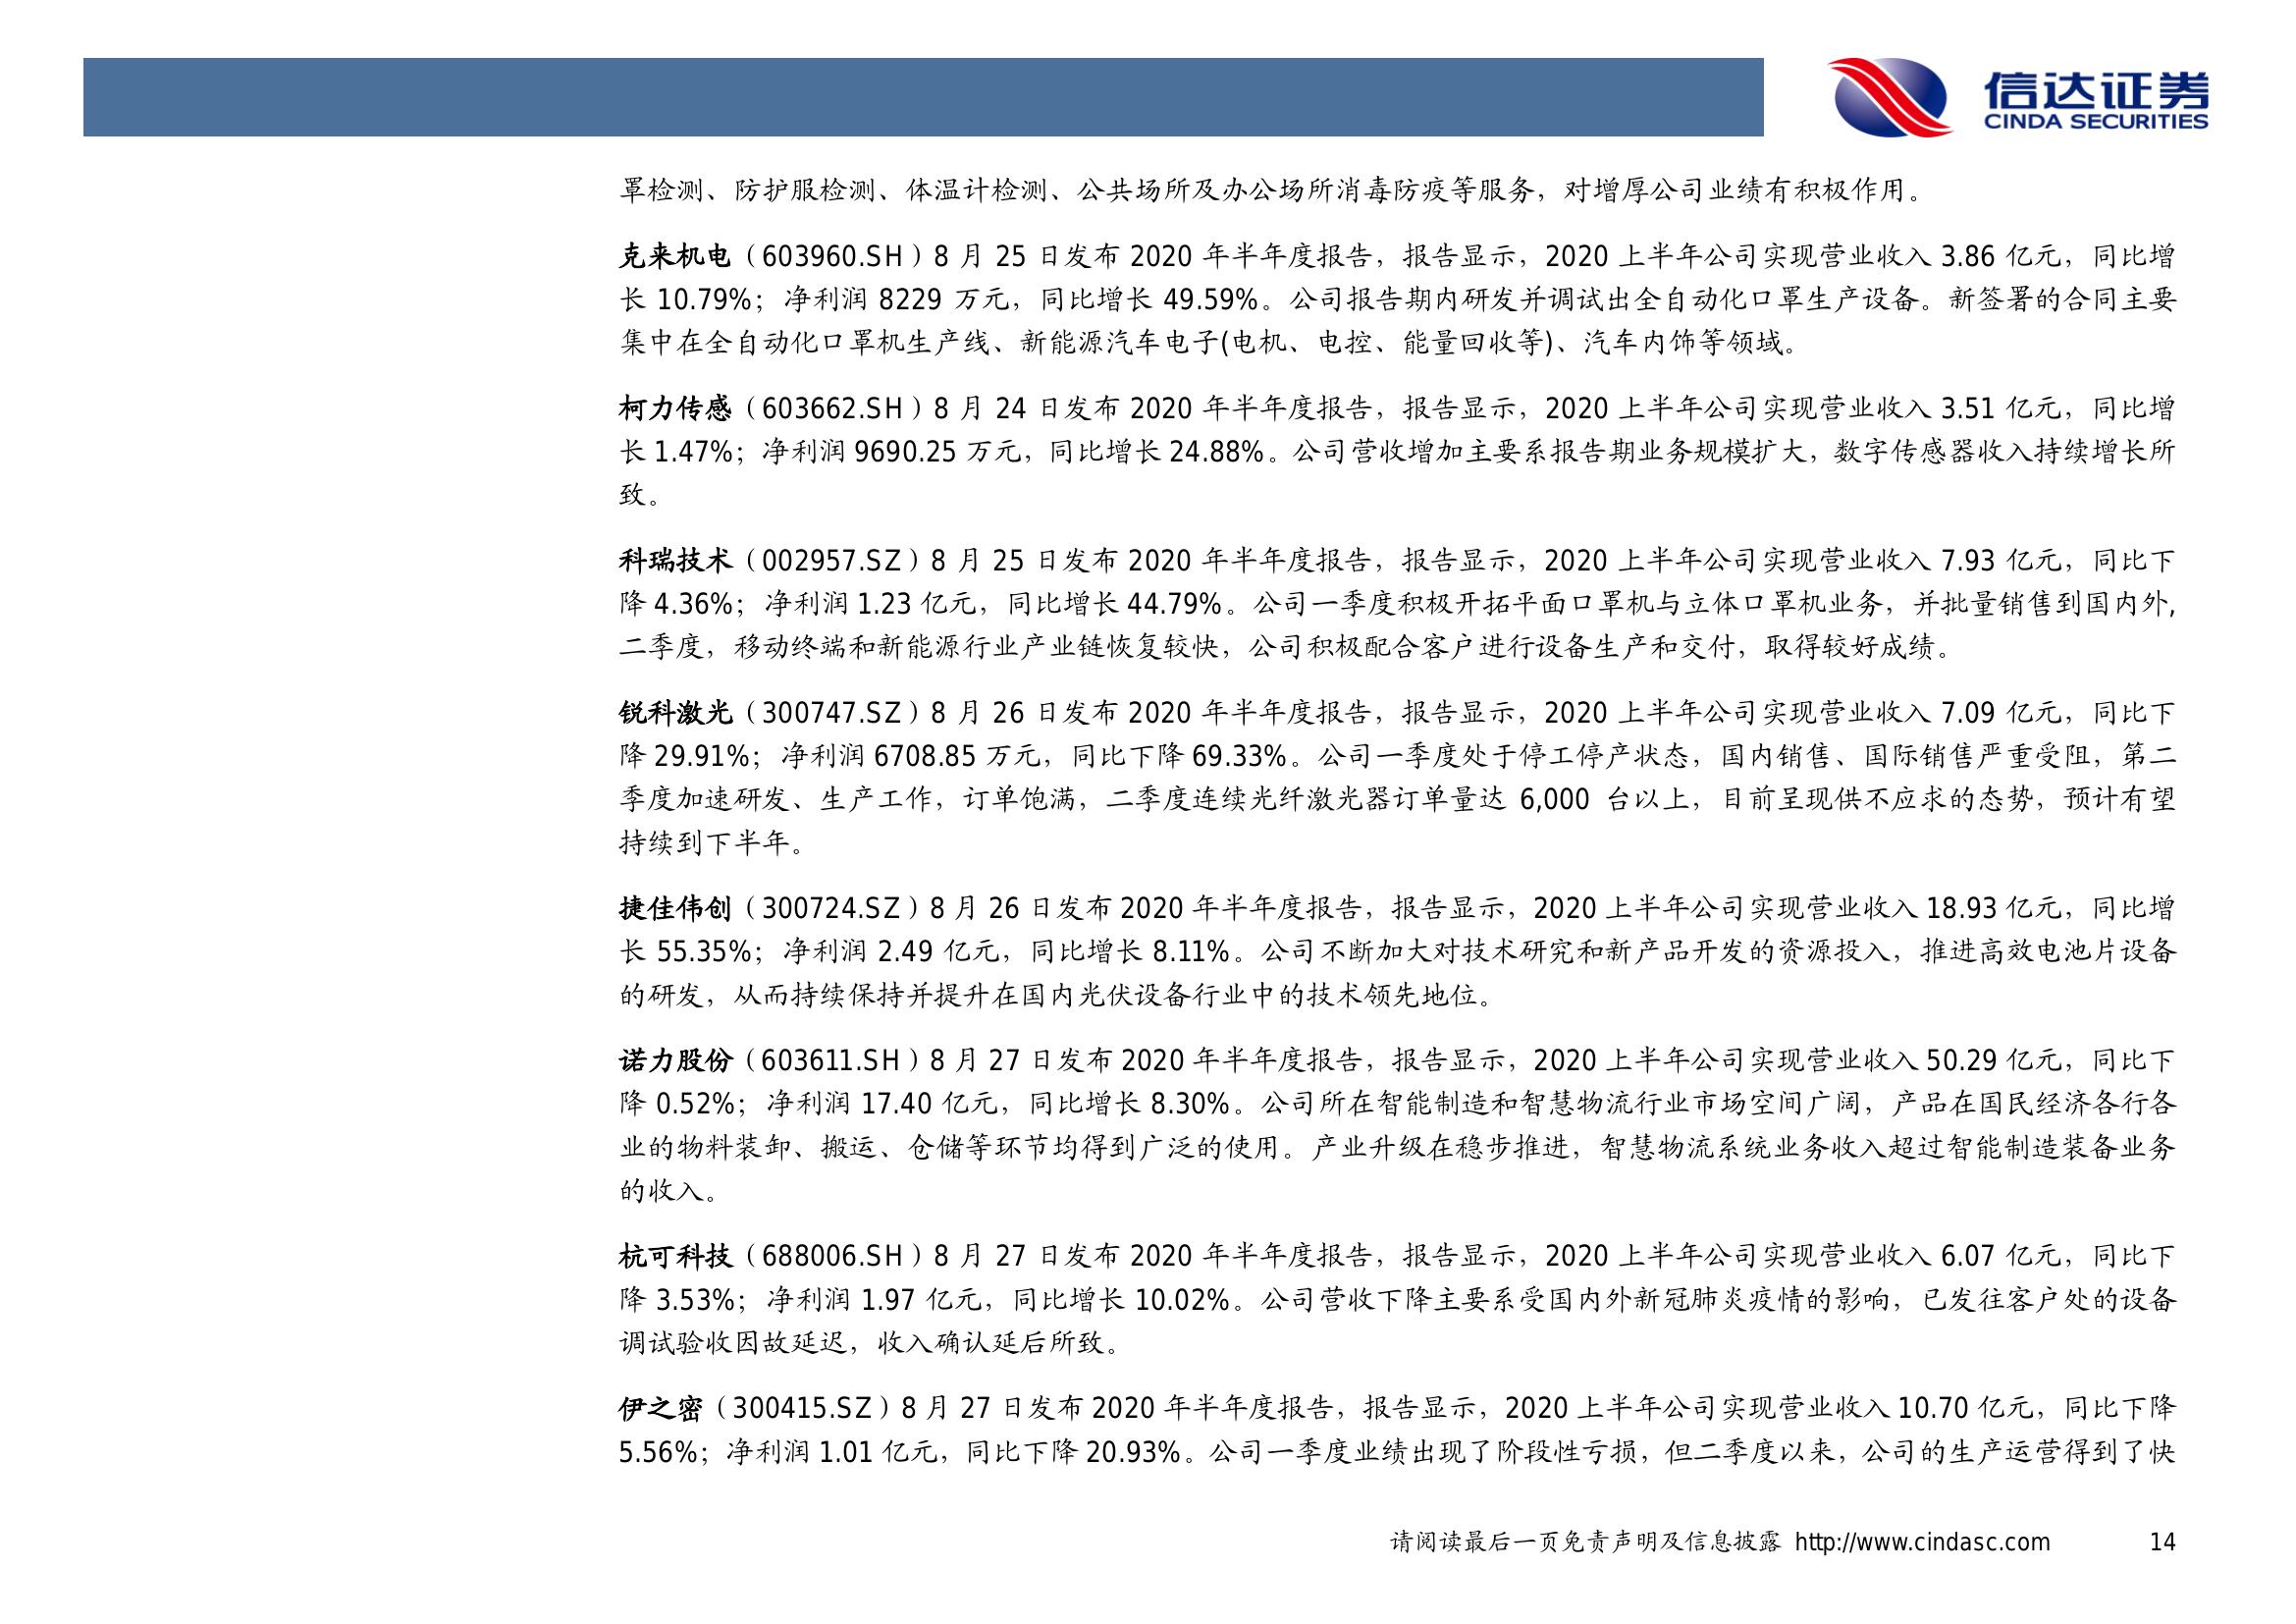 信达证券
CINDA SECURITIES
罩检测、防护服检测、体温计检测、公共场所及办公场所消毒防疫等服务，对增厚公司业绩有积极作用。
克来机电（603960.SH）8 月 25 日发布 2020 年半年度报告，报告显示，2020 上半年公司实现营业收入 3.86 亿元，同比增
长 10.79%；净利润 8229 万元，同比增长 49.59%。公司报告期内研发并调试出全自动化口罩生产设备。新签署的合同主要
集中在全自动化口罩机生产线、新能源汽车电子(电机、电控、能量回收等)、汽车内饰等领域。
柯力传感（603662.SH）8 月 24 日发布 2020 年半年度报告，报告显示，2020 上半年公司实现营业收入 3.51 亿元，同比增
长 1.47%；净利润 9690.25 万元，同比增长 24.88%。公司营收增加主要系报告期业务规模扩大，数字传感器收入持续增长所
致。
科瑞技术（002957.SZ）8 月 25 日发布 2020 年半年度报告，报告显示，2020 上半年公司实现营业收入 7.93 亿元，同比下
降 4.36%；净利润 1.23 亿元，同比增长 44.79%。公司一季度积极开拓平面口罩机与立体口罩机业务，并批量销售到国内外，
二季度，移动终端和新能源行业产业链恢复较快，公司积极配合客户进行设备生产和交付，取得较好成绩。
锐科激光（300747.SZ）8 月 26 日发布 2020 年半年度报告，报告显示，2020 上半年公司实现营业收入 7.09 亿元，同比下
降 29.91%；净利润 6708.85 万元，同比下降 69.33%。公司一季度处于停工停产状态，国内销售、国际销售严重受阻，第二
季度加速研发、生产工作，订单饱满，二季度连续光纤激光器订单量达 6,000 台以上，目前呈现供不应求的态势，预计有望
持续到下半年。
捷佳伟创（300724.SZ）8 月 26 日发布 2020 年半年度报告，报告显示，2020 上半年公司实现营业收入 18.93 亿元，同比增
长 55.35%；净利润 2.49 亿元，同比增长 8.11%。公司不断加大对技术研究和新产品开发的资源投入，推进高效电池片设备
的研发，从而持续保持并提升在国内光伏设备行业中的技术领先地位。
诺力股份（603611.SH）8 月 27 日发布 2020 年半年度报告，报告显示，2020 上半年公司实现营业收入 50.29 亿元，同比下
降 0.52%；净利润 17.40 亿元，同比增长 8.30%。公司所在智能制造和智慧物流行业市场空间广阔，产品在国民经济各行各
业的物料装卸、搬运、仓储等环节均得到广泛的使用。产业升级在稳步推进，智慧物流系统业务收入超过智能制造装备业务
的收入。
杭可科技（688006.SH）8 月 27 日发布 2020 年半年度报告，报告显示，2020 上半年公司实现营业收入 6.07 亿元，同比下
降 3.53%；净利润 1.97 亿元，同比增长 10.02%。公司营收下降主要系受国内外新冠肺炎疫情的影响，已发往客户处的设备
调试验收因故延迟，收入确认延后所致。
伊之密（300415.SZ）8 月 27 日发布 2020 年半年度报告，报告显示，2020 上半年公司实现营业收入 10.70 亿元，同比下降
5.56%；净利润 1.01 亿元，同比下降 20.93%。公司一季度业绩出现了阶段性亏损，但二季度以来，公司的生产运营得到了快
请阅读最后一页免责声明及信息披露 http://www.cindasc.com 14